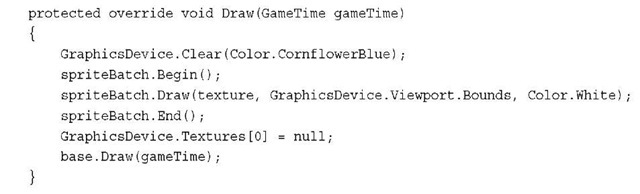 protected override void Draw(GameTime gameTime)
{
    GraphicsDevice.Clear(Color.CornflowerBlue);
    spriteBatch.Begin();
    spriteBatch.Draw(texture, GraphicsDevice.Viewport.Bounds, Color.White);
    spriteBatch.End();
    GraphicsDevice.Textures[0] = null;
    base.Draw(gameTime);
}